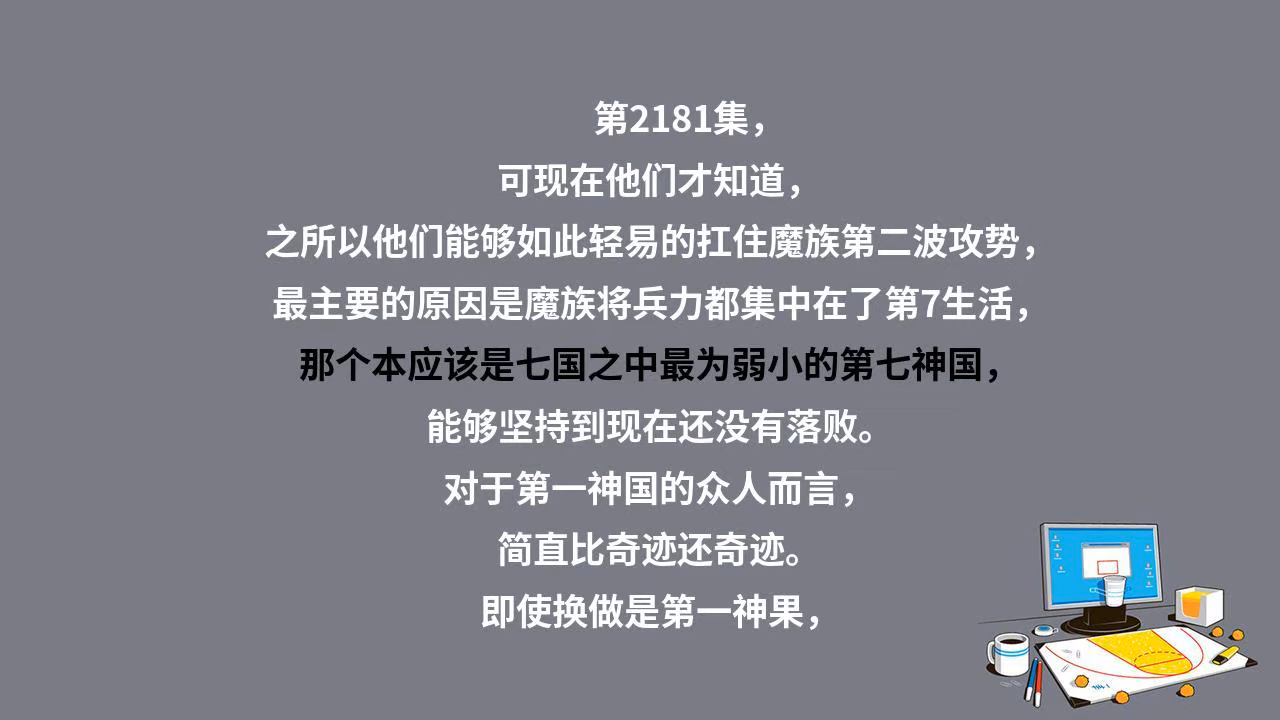 第2181集，
可现在他们才知道，
之所以他们能够如此轻易的扛住魔族第二波攻势，
最主要的原因是魔族将兵力都集中在了第7生活，
那个本应该是七国之中最为弱小的第七神国，
能够坚持到现在还没有落败。
对于第一神国的众人而言，
简直比奇迹还奇迹。
即使换做是第一神果，